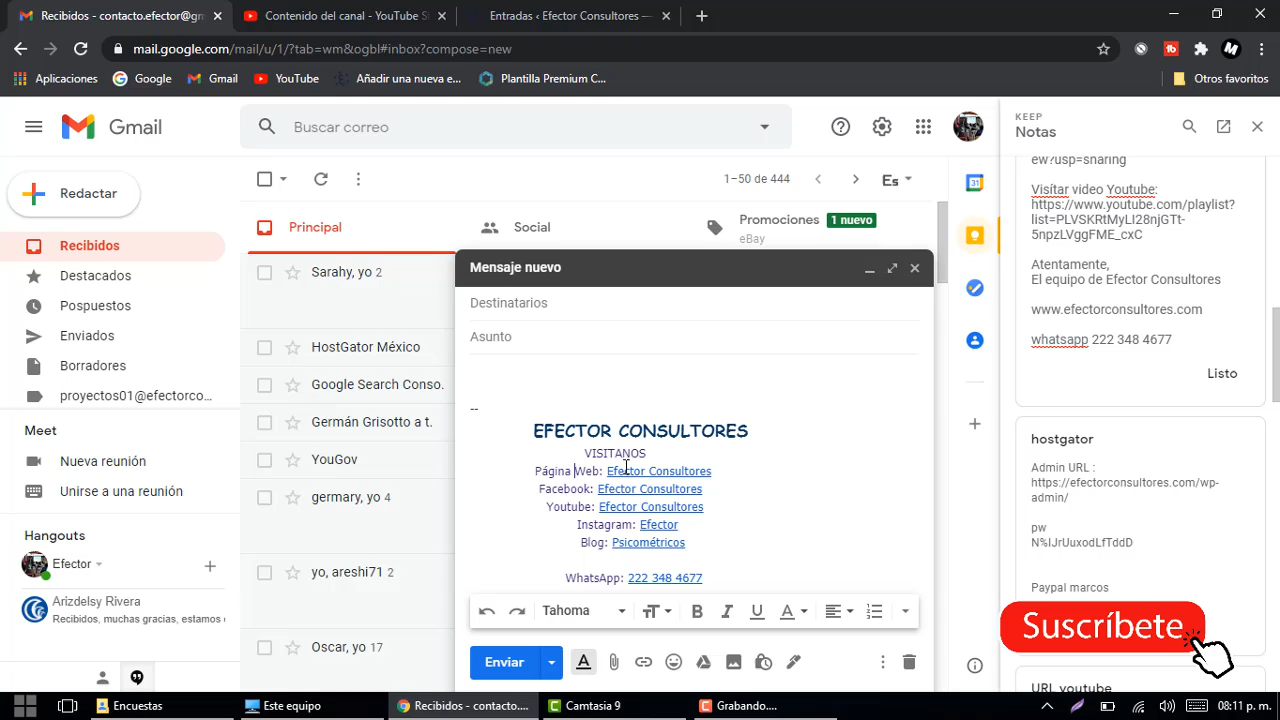 Recibidos - contacto.efector@gm
Contenido del canal - YouTube S
Entradas ‹ Efector Consultores —
mail.google.com/mail/u/1/?tab=wm&ogbl#inbox?compose=new
Aplicaciones
Google
Gmail
YouTube
Añadir una nueva e...
Plantilla Premium C...
Otros favoritos
Gmail
Buscar correo
KEEP
Notas
Redactar
1–50 de 444
Es
Recibidos
Destacados
Pospuestos
Enviados
Borradores
proyectos01@efectorco...
Principal
Social
Promociones
1 nuevo
eBay
Sarahy, yo 2
HostGator México
Google Search Conso.
Germán Grisotto a t.
YouGov
germary, yo 4
yo, areshi71 2
Oscar, yo 17
Meet
Nueva reunión
Unirse a una reunión
Hangouts
Efector
Arizdelsy Rivera
Recibidos, muchas gracias, estamos e
Mensaje nuevo
Destinatarios
Asunto
--
EFECTOR CONSULTORES
VISITANOS
Página Web: Efector Consultores
Facebook: Efector Consultores
Youtube: Efector Consultores
Instagram: Efector
Blog: Psicométricos
WhatsApp: 222 348 4677
Tahoma
Enviar
ew?usp=sharing
Visítar video Youtube:
https://www.youtube.com/playlist?
list=PLVSKRtMyLI28njGTt-
5npzLVggFME_cxC
Atentamente,
El equipo de Efector Consultores
www.efectorconsultores.com
whatsapp 222 348 4677
Listo
hostgator
Admin URL :
https://efectorconsultores.com/wp-
admin/
pw
N%IJrUuxodLfTddD
Paypal marcos
Suscríbete
URL youtube
Encuestas
Este equipo
Recibidos - contac...
Camtasia 9
Grabando....
08:11 p. m.